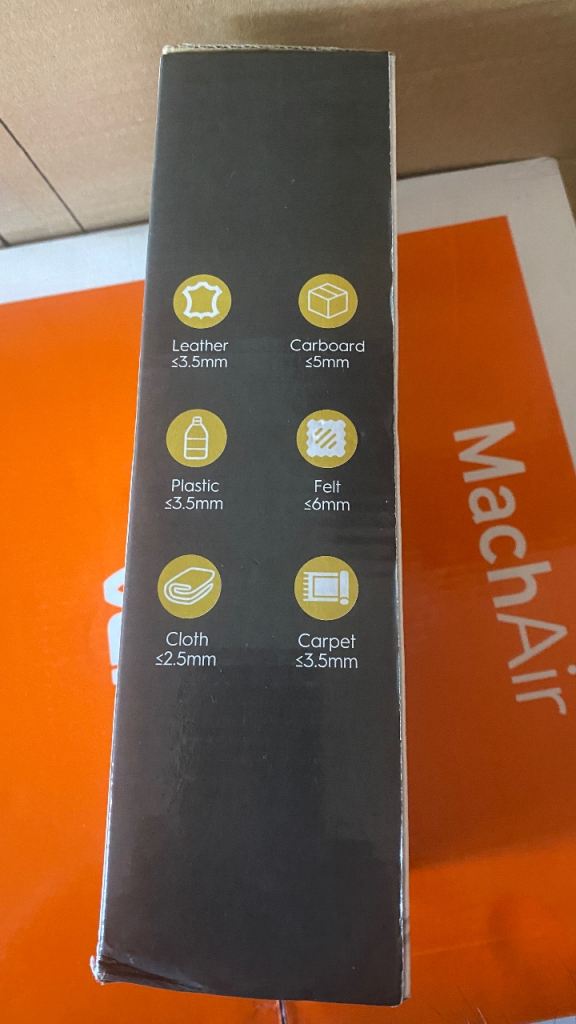 Leather
≤3.5mm
Carboard
≤5mm
Plastic
≤3.5mm
Felt
≤6mm
Cloth
≤2.5mm
Carpet
≤3.5mm
MachAir